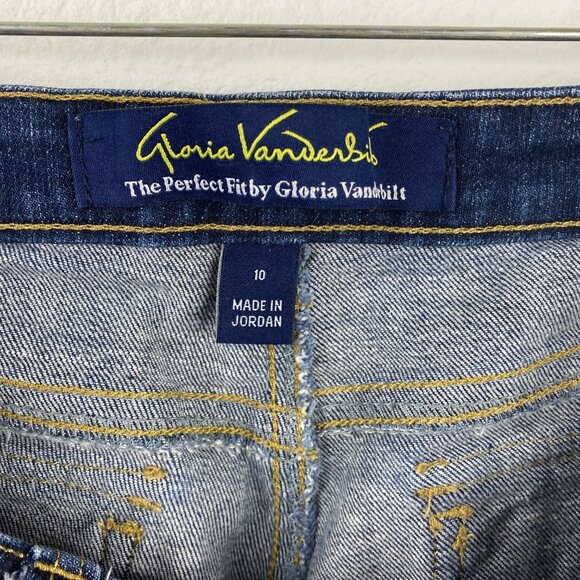 Gloria Vanderbilt
The Perfect Fit by Gloria Vanderbilt
10
MADE IN
JORDAN